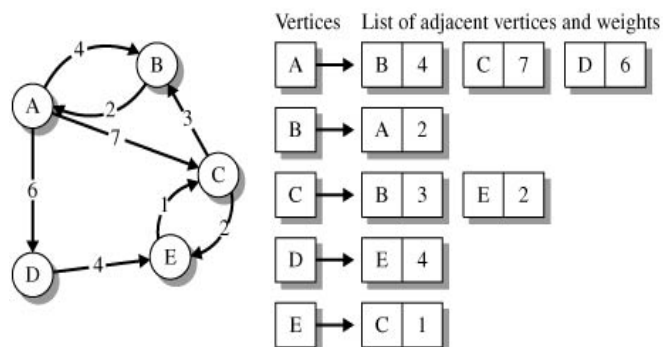 Vertices List of adjacent vertices and weights
A B 4 C 7 D 6
B A 2
C B 3 E 2
D E 4
E C 1
4
B
A
2
3
7
C
6
1
2
E
D
4